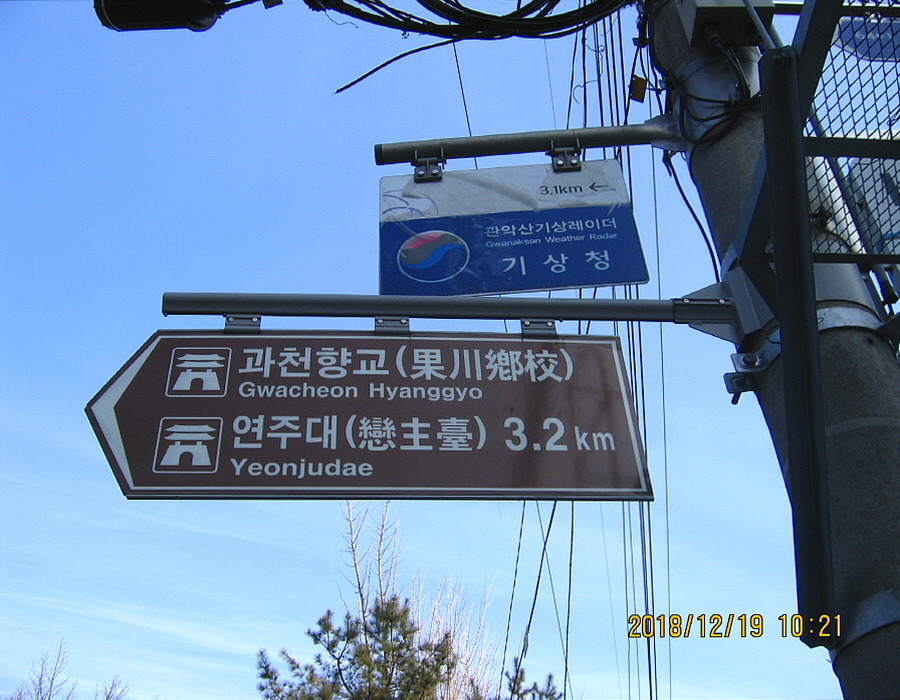 3.1km ←
관악산기상레이더
Gwanaksan Weather Radar
기상청
과천향교(果川鄕校)
Gwacheon Hyanggyo
연주대(戀主臺) 3.2km
Yeonjudae
2018/12/19 10:21